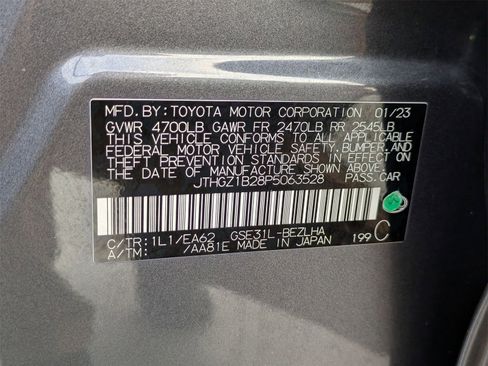 MFD. BY: TOYOTA MOTOR CORPORATION 01/23
GVWR 4700LB GAWR FR 2470LB RR 2545LB
THIS VEHICLE CONFORMS TO ALL APPLICABLE
FEDERAL MOTOR VEHICLE SAFETY, BUMPER, AND
THEFT PREVENTION STANDARDS IN EFFECT ON
THE DATE OF MANUFACTURE SHOWN ABOVE.
JTHGZ1B28P5063528 PASS.CAR
C/TR: 1L1/EA62 GSE31L-BEZLHA
A/TM: /AA81E MADE IN JAPAN 199C